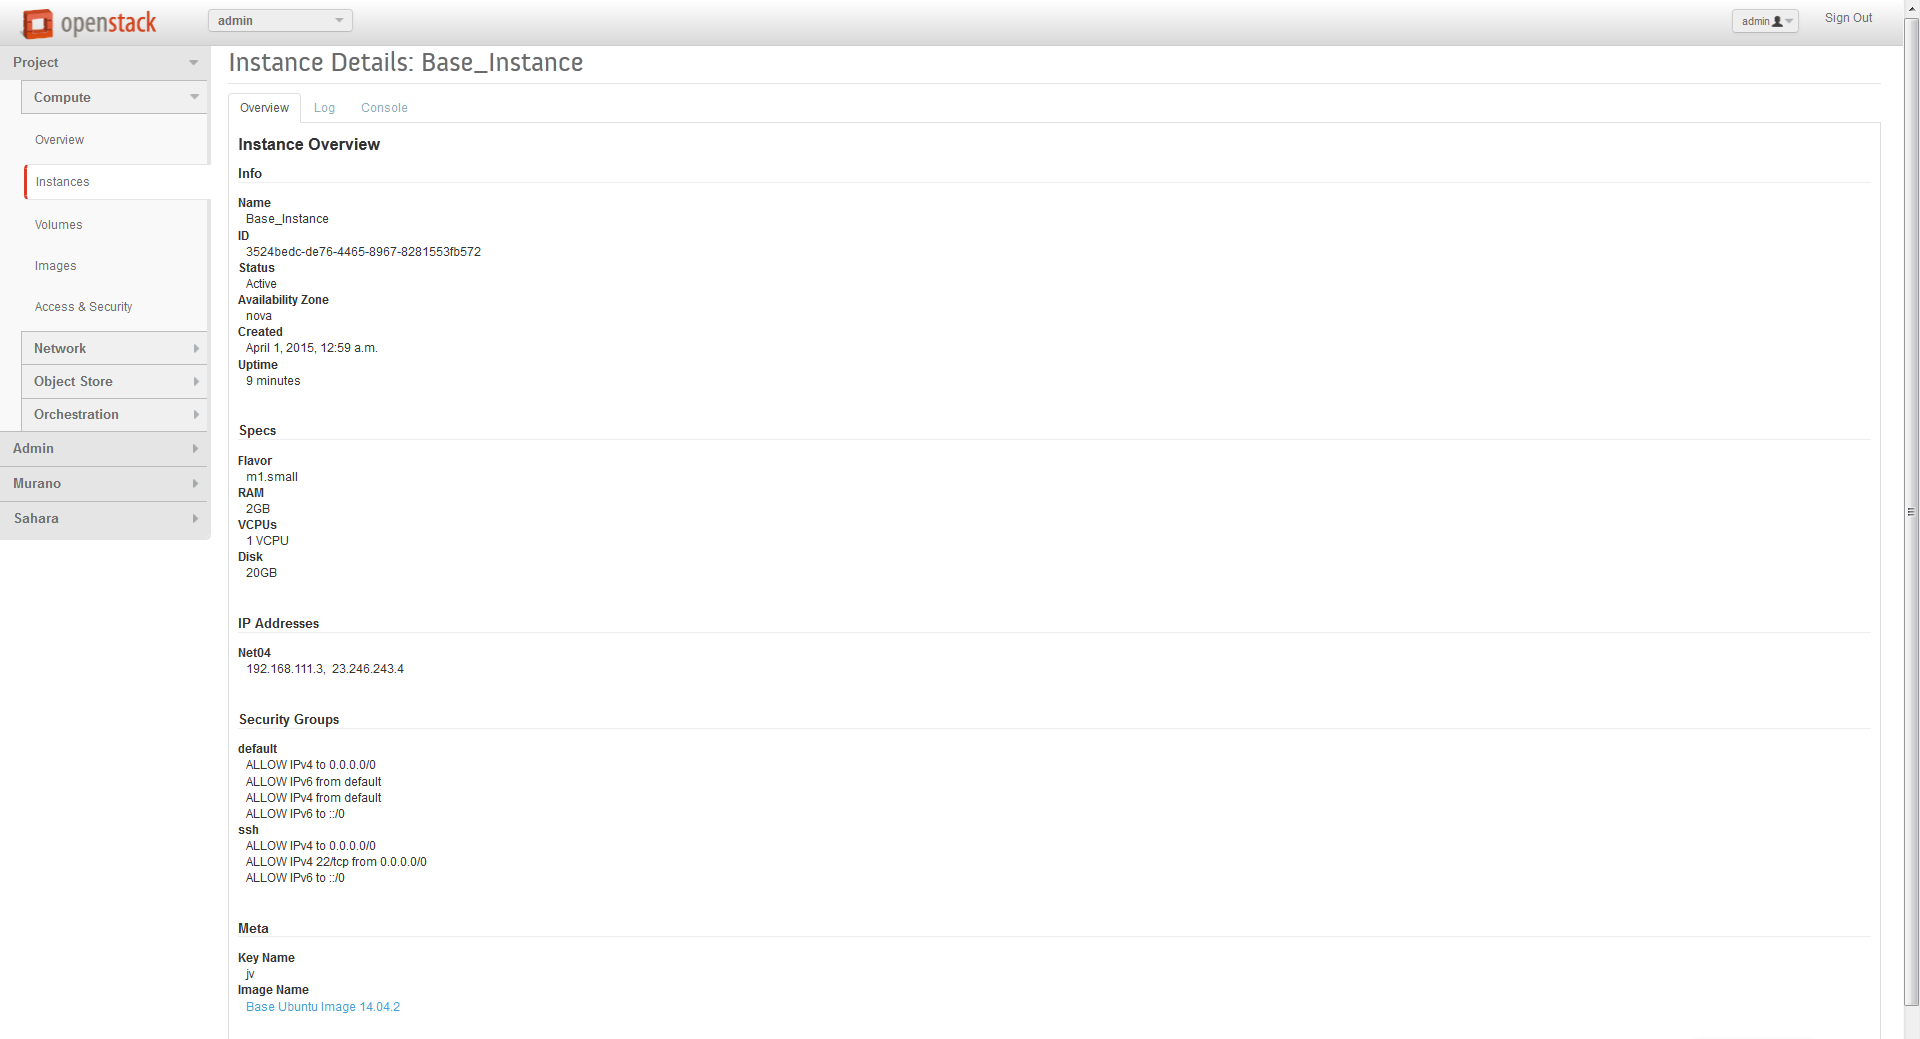 openstack
admin
admin
Sign Out
Project
Compute
Overview
Instances
Volumes
Images
Access & Security
Network
Object Store
Orchestration
Admin
Murano
Sahara
Instance Details: Base_Instance
Overview
Log
Console
Instance Overview
Info
Name
Base_Instance
ID
3524bedc-de76-4465-8967-8281553fb572
Status
Active
Availability Zone
nova
Created
April 1, 2015, 12:59 a.m.
Uptime
9 minutes
Specs
Flavor
m1.small
RAM
2GB
VCPUs
1 VCPU
Disk
20GB
IP Addresses
Net04
192.168.111.3, 23.246.243.4
Security Groups
default
ALLOW IPv4 to 0.0.0.0/0
ALLOW IPv6 from default
ALLOW IPv4 from default
ALLOW IPv6 to ::/0
ssh
ALLOW IPv4 to 0.0.0.0/0
ALLOW IPv4 22/tcp from 0.0.0.0/0
ALLOW IPv6 to ::/0
Meta
Key Name
jv
Image Name
Base Ubuntu Image 14.04.2